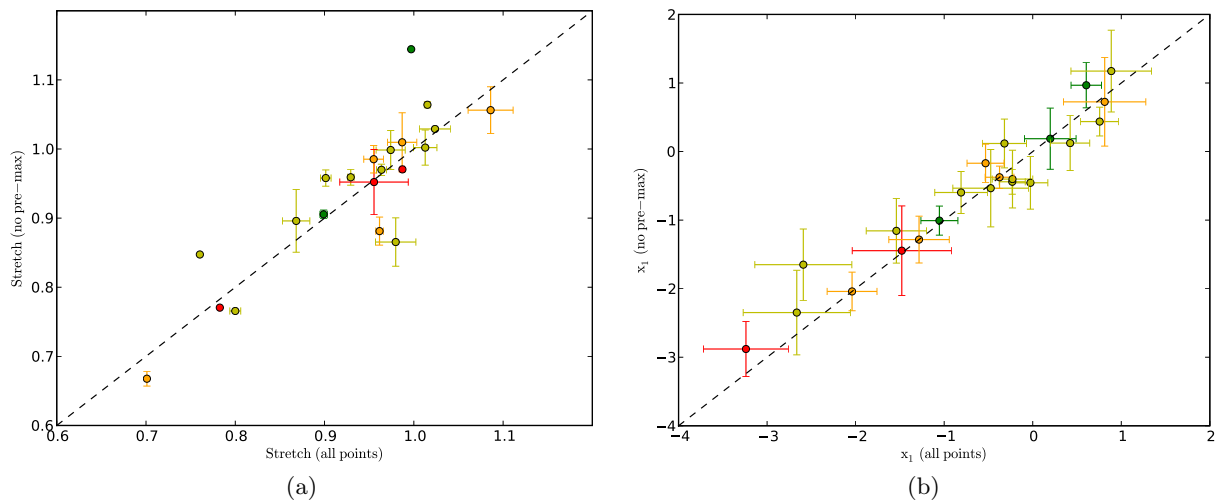 1.1
1.0
0.9
0.8
0.7
0.6
Stretch (no pre−max)
0.6 0.7 0.8 0.9 1.0 1.1
Stretch (all points)
(a)
2
1
0
−1
−2
−3
−4
x₁ (no pre−max)
−4 −3 −2 −1 0 1 2
x₁ (all points)
(b)